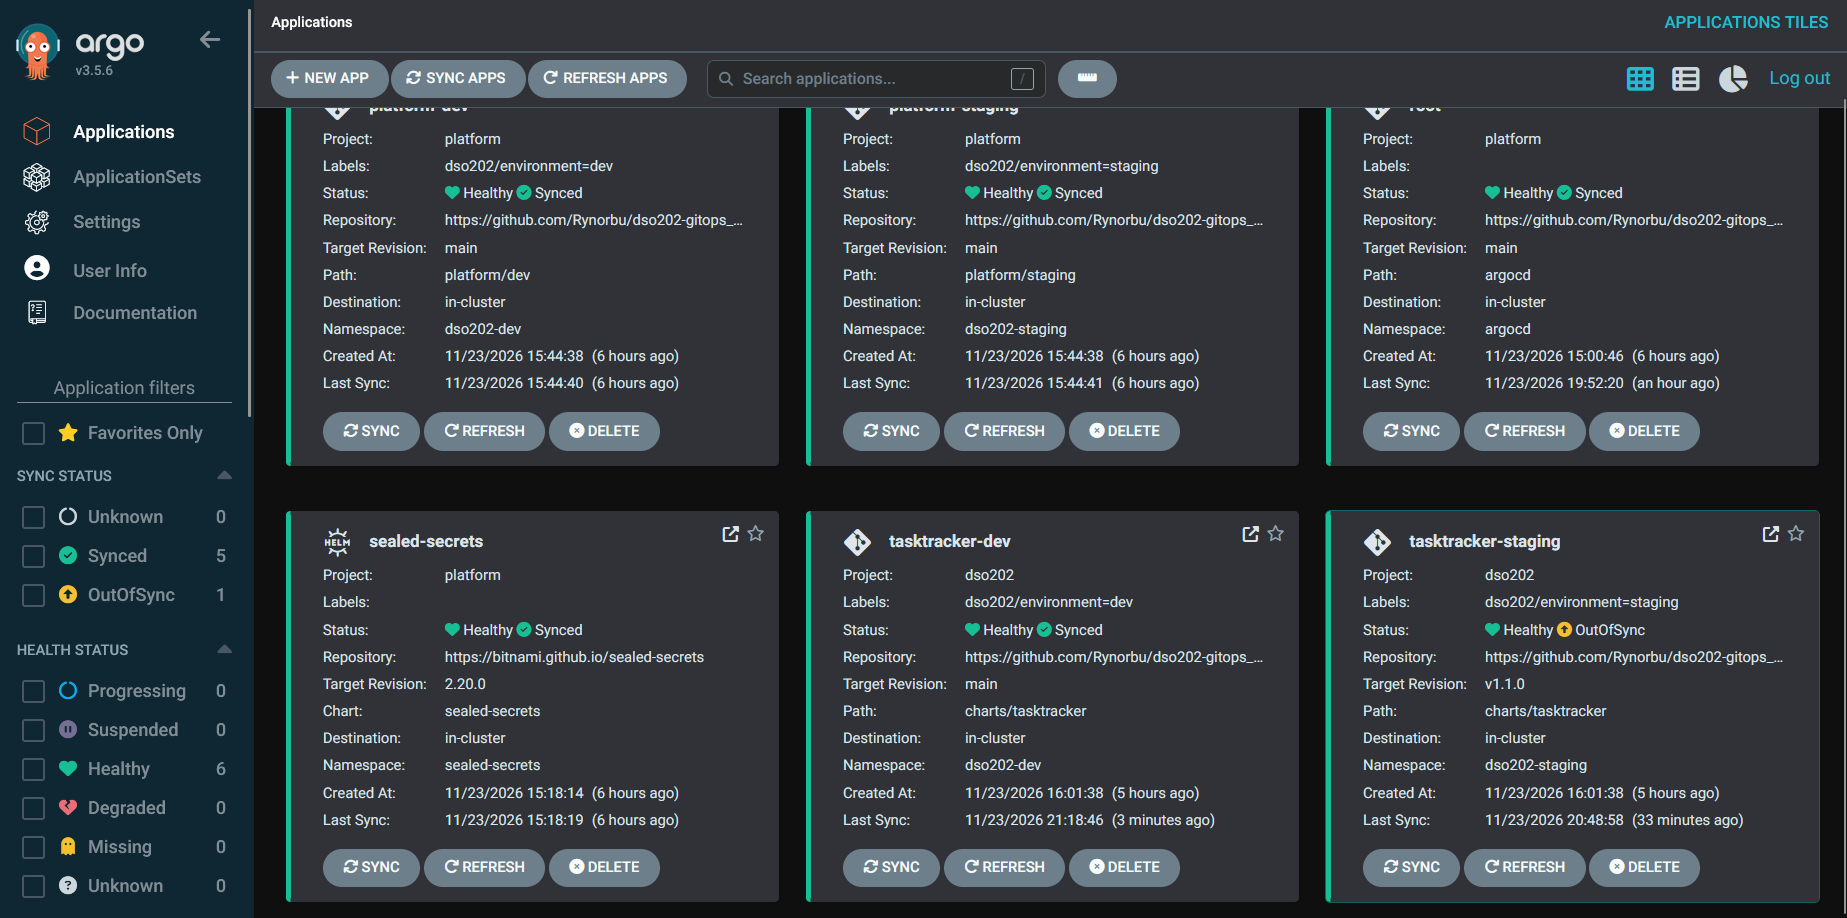 argo
v3.5.6
Applications
ApplicationSets
Settings
User Info
Documentation
Application filters
Favorites Only
SYNC STATUS
Unknown 0
Synced 5
OutOfSync 1
HEALTH STATUS
Progressing 0
Suspended 0
Healthy 6
Degraded 0
Missing 0
Unknown 0
Applications
APPLICATIONS TILES
NEW APP
SYNC APPS
REFRESH APPS
Search applications...
/
Log out
platform-dev
Project: platform
Labels: dso202/environment=dev
Status: Healthy Synced
Repository: https://github.com/Rynorbu/dso202-gitops_...
Target Revision: main
Path: platform/dev
Destination: in-cluster
Namespace: dso202-dev
Created At: 11/23/2026 15:44:38 (6 hours ago)
Last Sync: 11/23/2026 15:44:40 (6 hours ago)
SYNC REFRESH DELETE
platform-staging
Project: platform
Labels: dso202/environment=staging
Status: Healthy Synced
Repository: https://github.com/Rynorbu/dso202-gitops_...
Target Revision: main
Path: platform/staging
Destination: in-cluster
Namespace: dso202-staging
Created At: 11/23/2026 15:44:38 (6 hours ago)
Last Sync: 11/23/2026 15:44:41 (6 hours ago)
SYNC REFRESH DELETE
root
Project: platform
Labels:
Status: Healthy Synced
Repository: https://github.com/Rynorbu/dso202-gitops_...
Target Revision: main
Path: argocd
Destination: in-cluster
Namespace: argocd
Created At: 11/23/2026 15:00:46 (6 hours ago)
Last Sync: 11/23/2026 19:52:20 (an hour ago)
SYNC REFRESH DELETE
HELM
sealed-secrets
Project: platform
Labels:
Status: Healthy Synced
Repository: https://bitnami.github.io/sealed-secrets
Target Revision: 2.20.0
Chart: sealed-secrets
Destination: in-cluster
Namespace: sealed-secrets
Created At: 11/23/2026 15:18:14 (6 hours ago)
Last Sync: 11/23/2026 15:18:19 (6 hours ago)
SYNC REFRESH DELETE
tasktracker-dev
Project: dso202
Labels: dso202/environment=dev
Status: Healthy Synced
Repository: https://github.com/Rynorbu/dso202-gitops_...
Target Revision: main
Path: charts/tasktracker
Destination: in-cluster
Namespace: dso202-dev
Created At: 11/23/2026 16:01:38 (5 hours ago)
Last Sync: 11/23/2026 21:18:46 (3 minutes ago)
SYNC REFRESH DELETE
tasktracker-staging
Project: dso202
Labels: dso202/environment=staging
Status: Healthy OutOfSync
Repository: https://github.com/Rynorbu/dso202-gitops_...
Target Revision: v1.1.0
Path: charts/tasktracker
Destination: in-cluster
Namespace: dso202-staging
Created At: 11/23/2026 16:01:38 (5 hours ago)
Last Sync: 11/23/2026 20:48:58 (33 minutes ago)
SYNC REFRESH DELETE